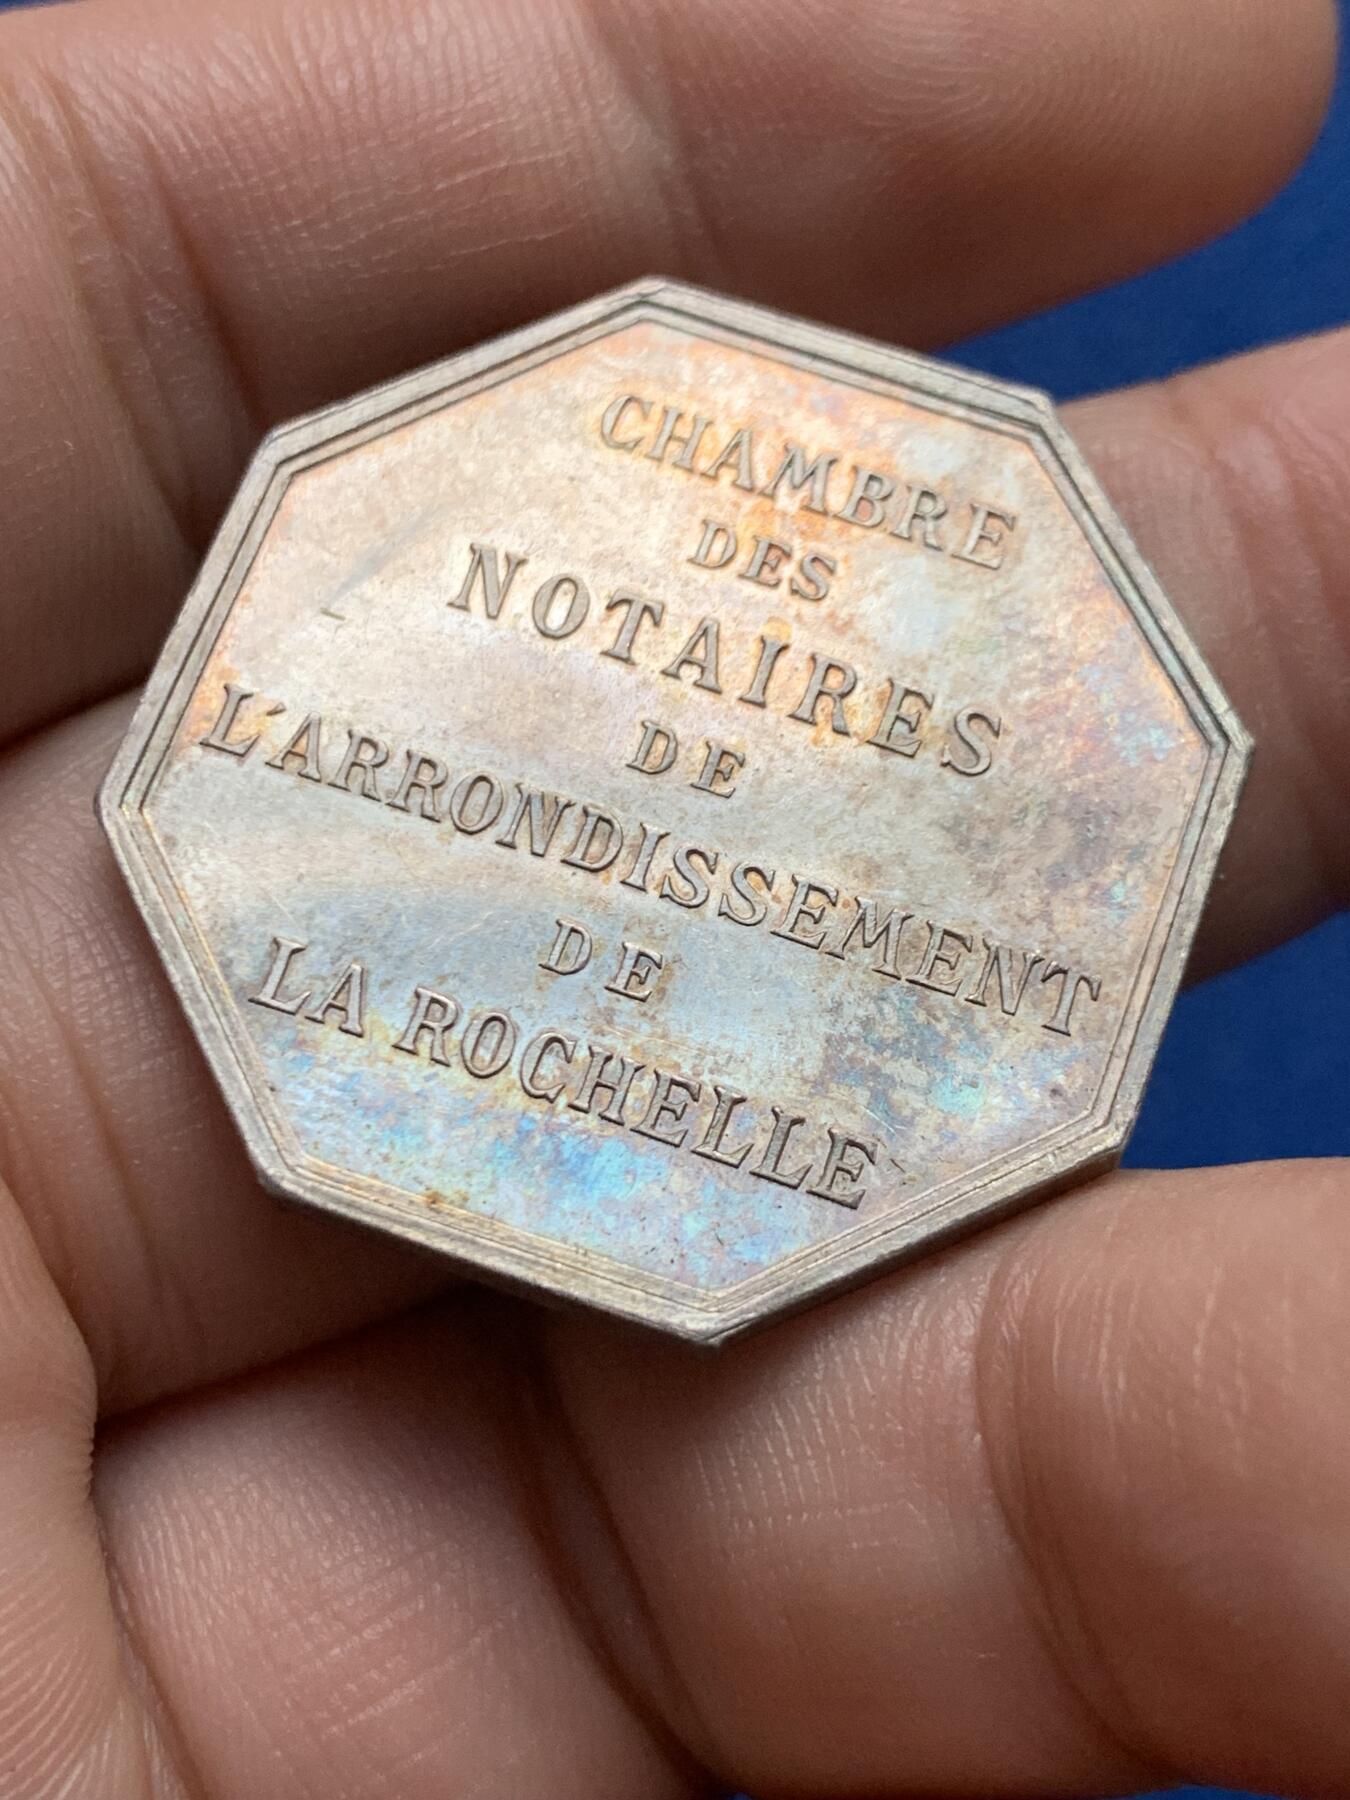 CHAMBRE
DES
NOTAIRES
DE
L'ARRONDISSEMENT
DE
LA ROCHELLE